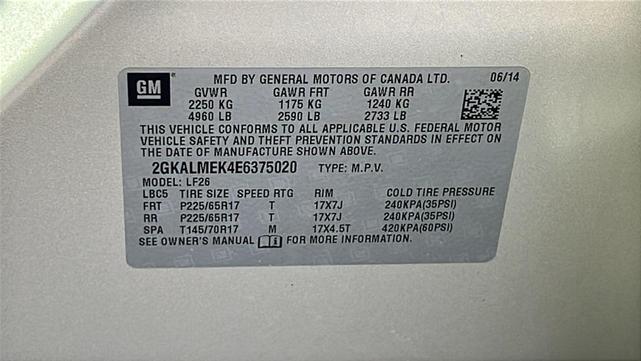 GM MFD BY GENERAL MOTORS OF CANADA LTD. 06/14
GVWR GAWR FRT GAWR RR
2250 KG 1175 KG 1240 KG
4960 LB 2590 LB 2733 LB
THIS VEHICLE CONFORMS TO ALL APPLICABLE U.S. FEDERAL MOTOR
VEHICLE SAFETY AND THEFT PREVENTION STANDARDS IN EFFECT ON
THE DATE OF MANUFACTURE SHOWN ABOVE.
2GKALMEK4E6375020 TYPE: M.P.V.
MODEL: LF26
LBC5 TIRE SIZE SPEED RTG RIM COLD TIRE PRESSURE
FRT P225/65R17 T 17X7J 240KPA(35PSI)
RR P225/65R17 T 17X7J 240KPA(35PSI)
SPA T145/70R17 M 17X4.5T 420KPA(60PSI)
SEE OWNER'S MANUAL FOR MORE INFORMATION.